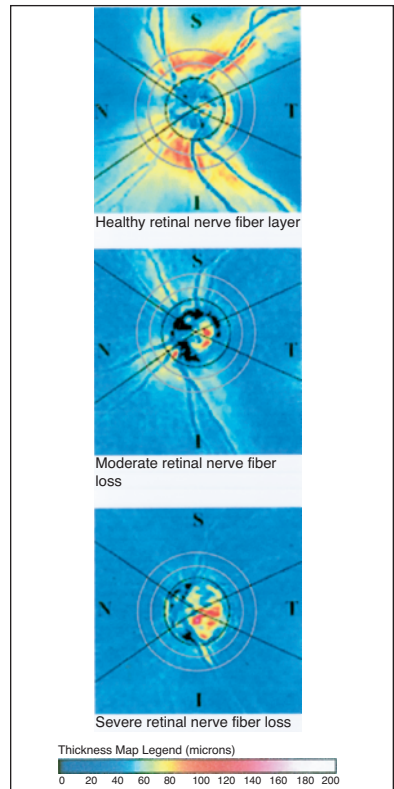 S
N T
I
Healthy retinal nerve fiber layer
S
N T
I
Moderate retinal nerve fiber
loss
S
N T
I
Severe retinal nerve fiber loss
Thickness Map Legend (microns)
0 20 40 60 80 100 120 140 160 180 200